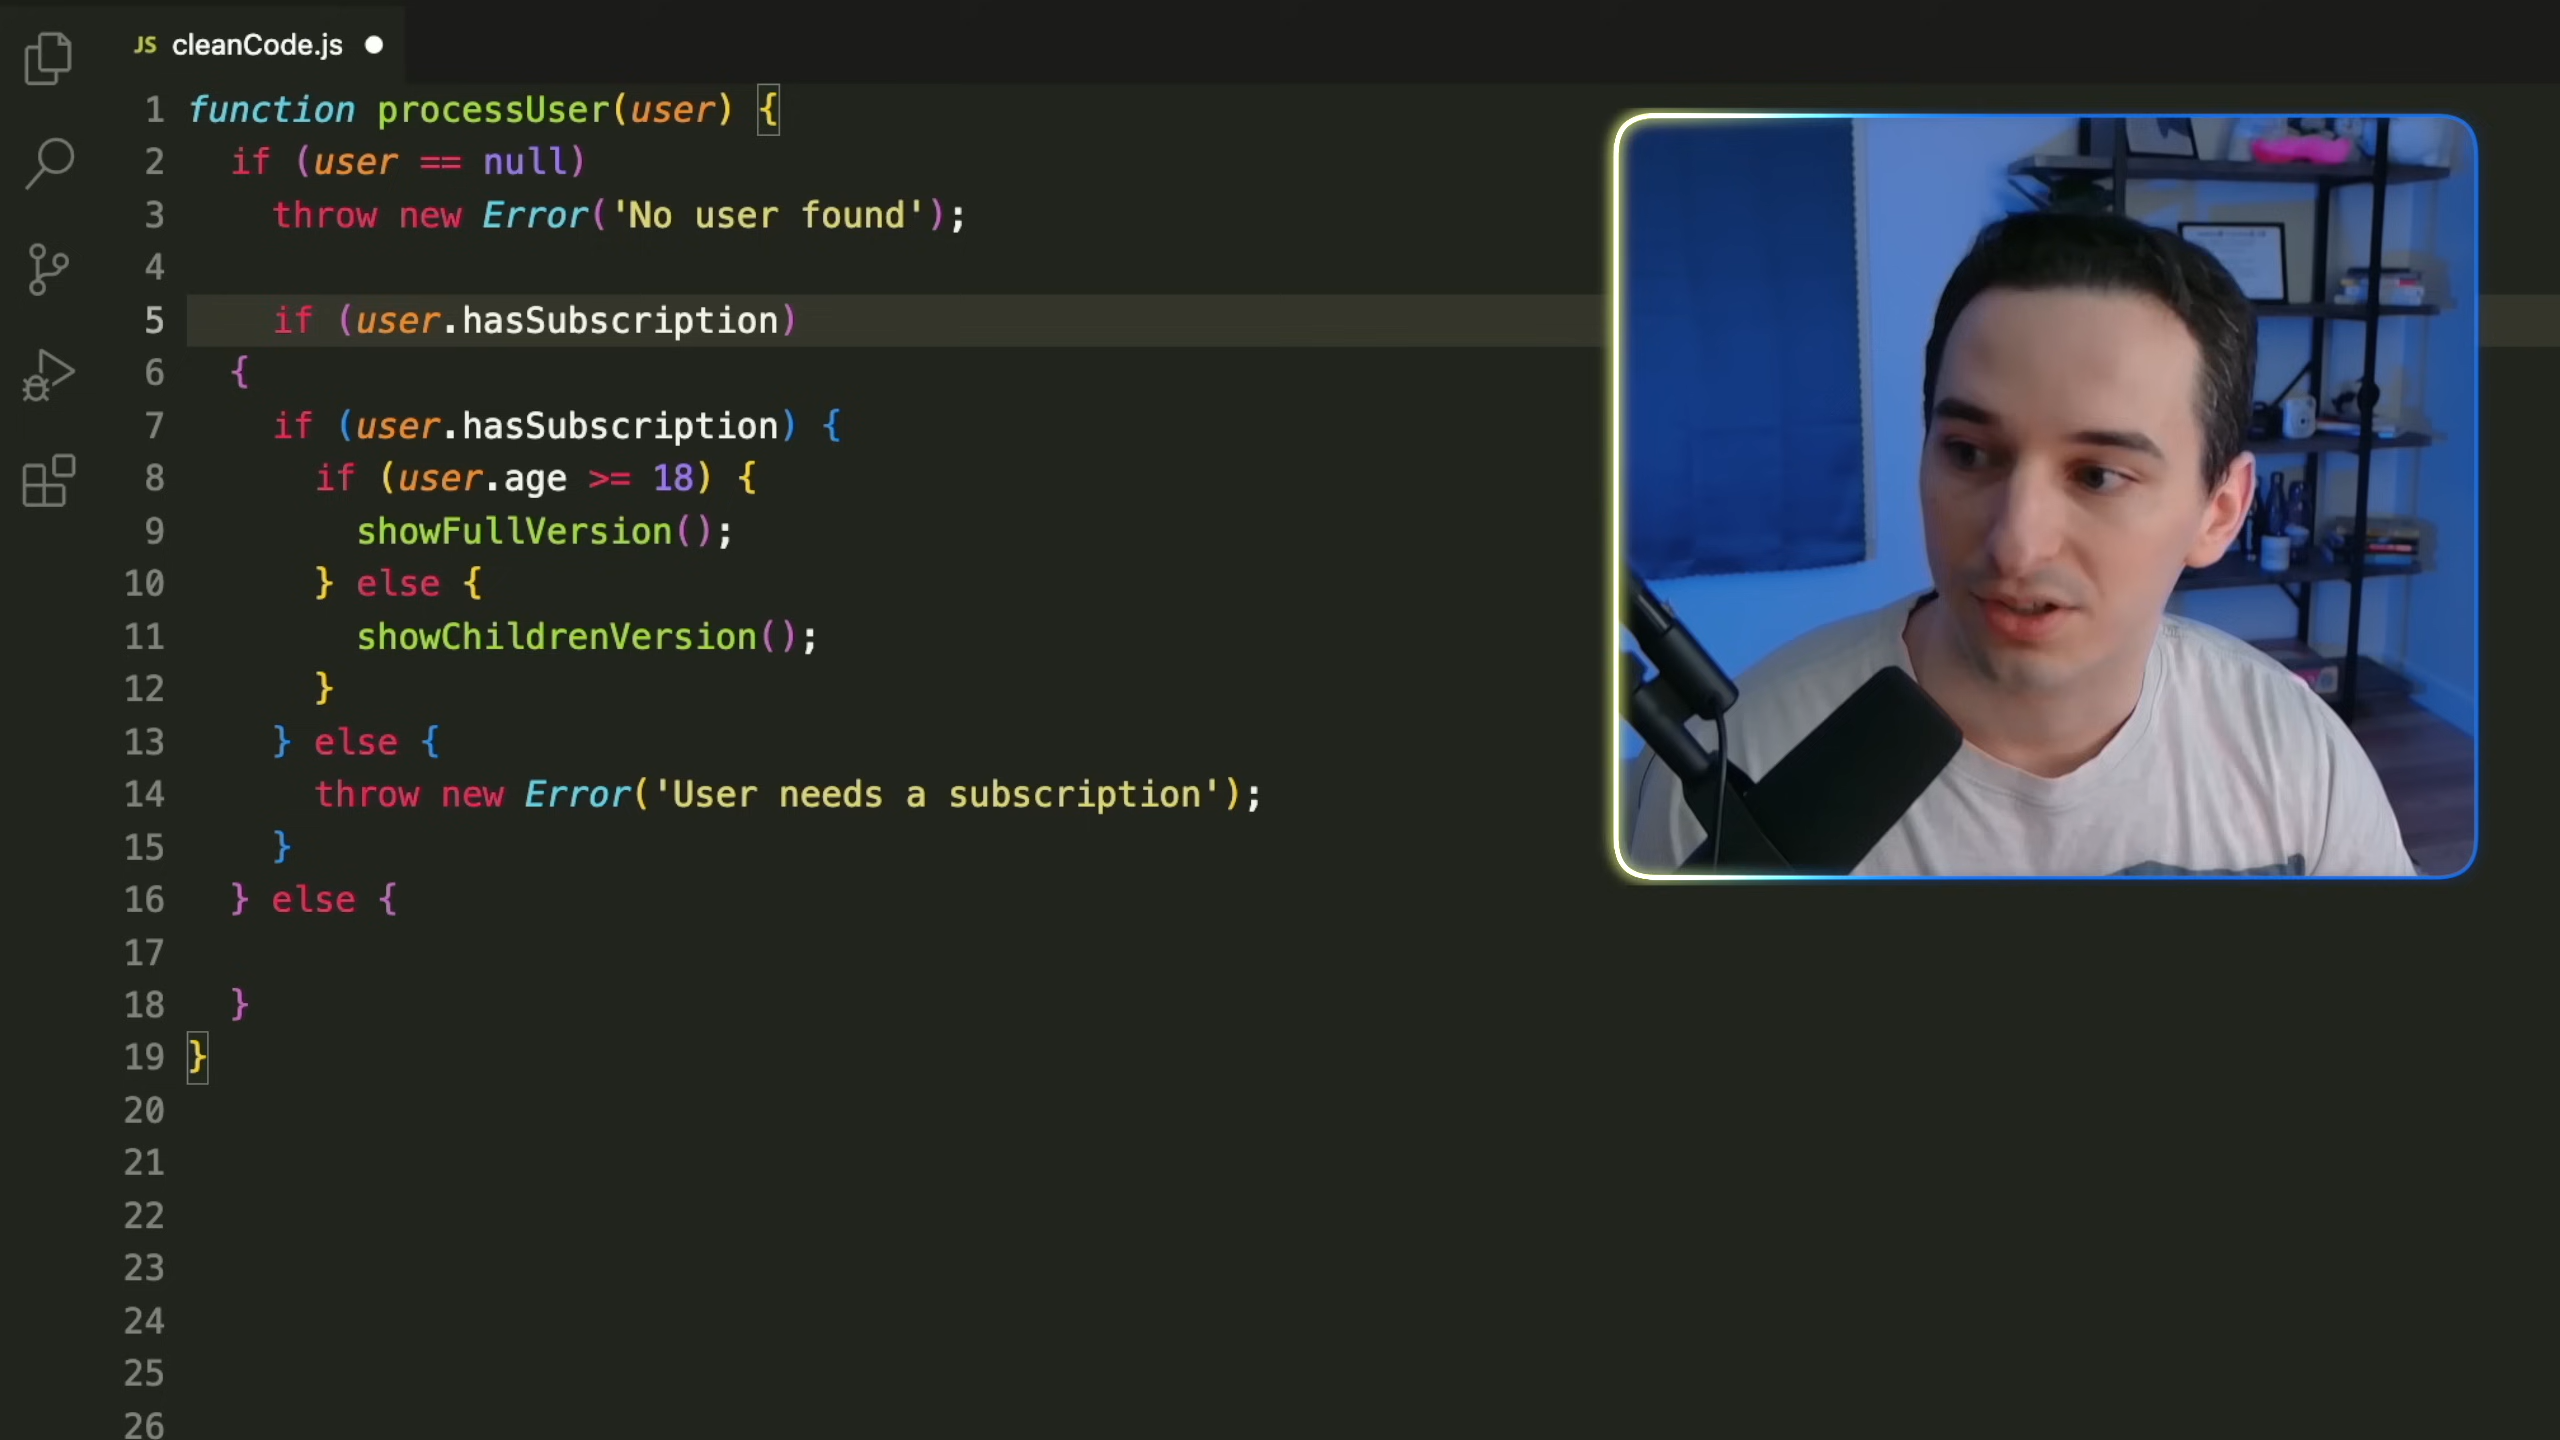 JS cleanCode.js
1 function processUser(user) {
2 if (user == null)
3 throw new Error('No user found');
4
5 if (user.hasSubscription)
6 {
7 if (user.hasSubscription) {
8 if (user.age >= 18) {
9 showFullVersion();
10 } else {
11 showChildrenVersion();
12 }
13 } else {
14 throw new Error('User needs a subscription');
15 }
16 } else {
17
18 }
19 }
20
21
22
23
24
25
26